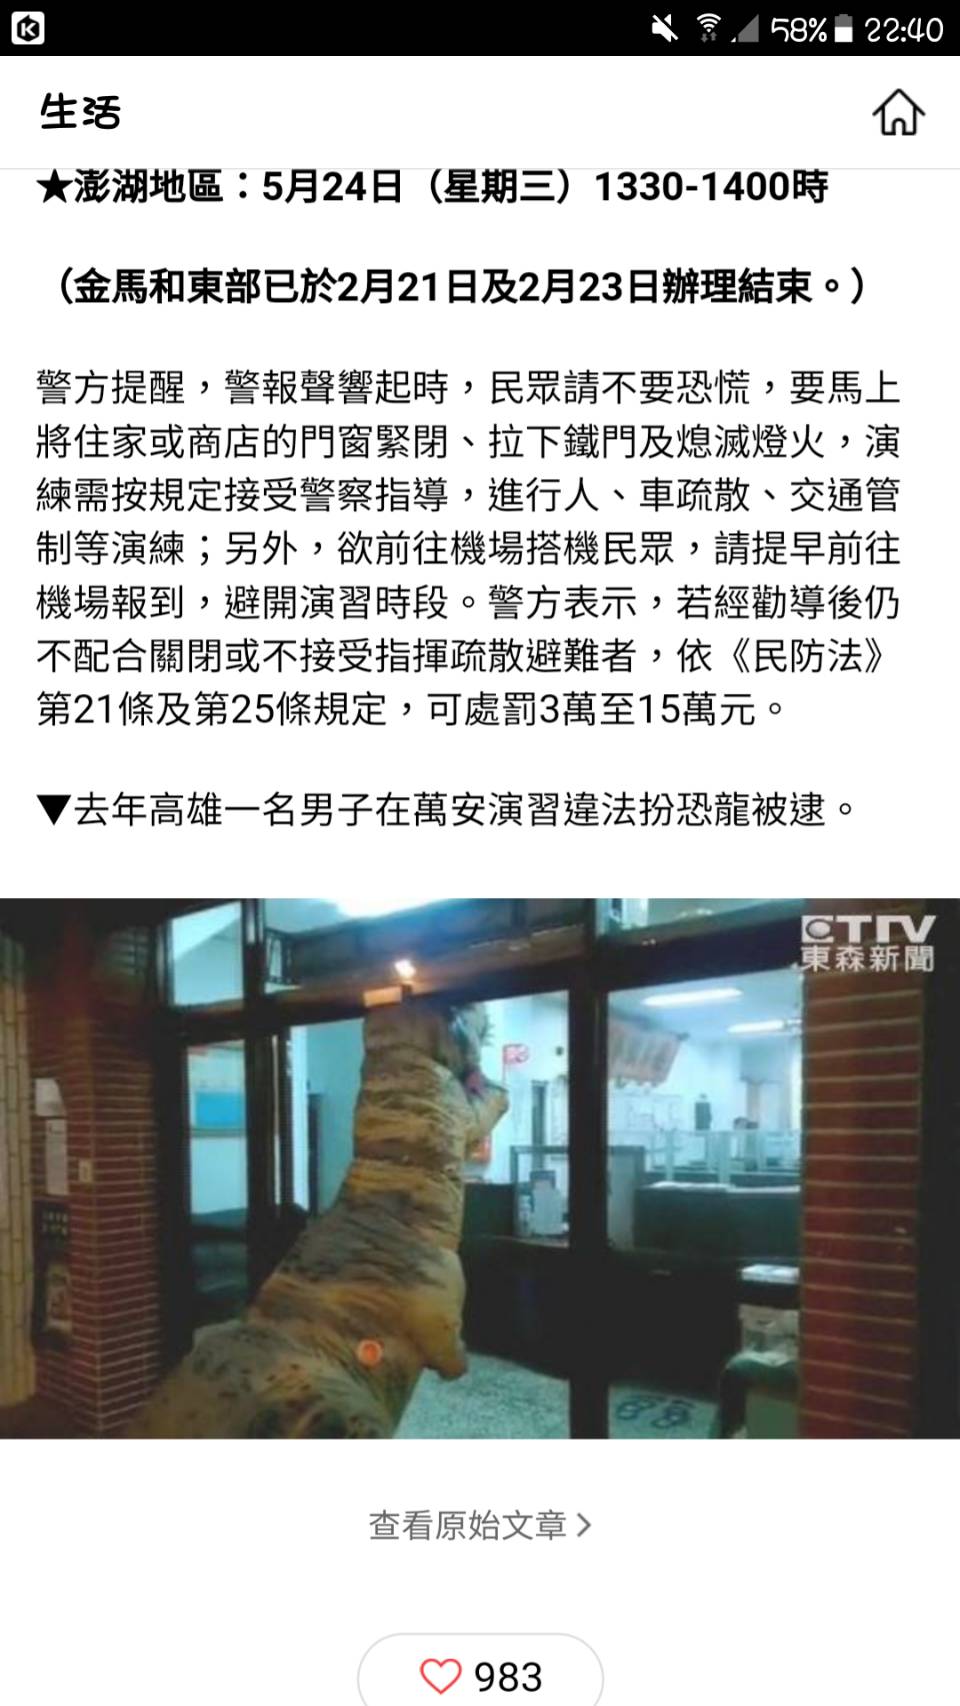 58% 22:40
生活
★澎湖地區：5月24日（星期三）1330-1400時
（金馬和東部已於2月21日及2月23日辦理結束。）
警方提醒，警報聲響起時，民眾請不要恐慌，要馬上
將住家或商店的門窗緊閉、拉下鐵門及熄滅燈火，演
練需按規定接受警察指導，進行人、車疏散、交通管
制等演練；另外，欲前往機場搭機民眾，請提早前往
機場報到，避開演習時段。警方表示，若經勸導後仍
不配合關閉或不接受指揮疏散避難者，依《民防法》
第21條及第25條規定，可處罰3萬至15萬元。
▼去年高雄一名男子在萬安演習違法扮恐龍被逮。
ETTV
東森新聞
查看原始文章
983